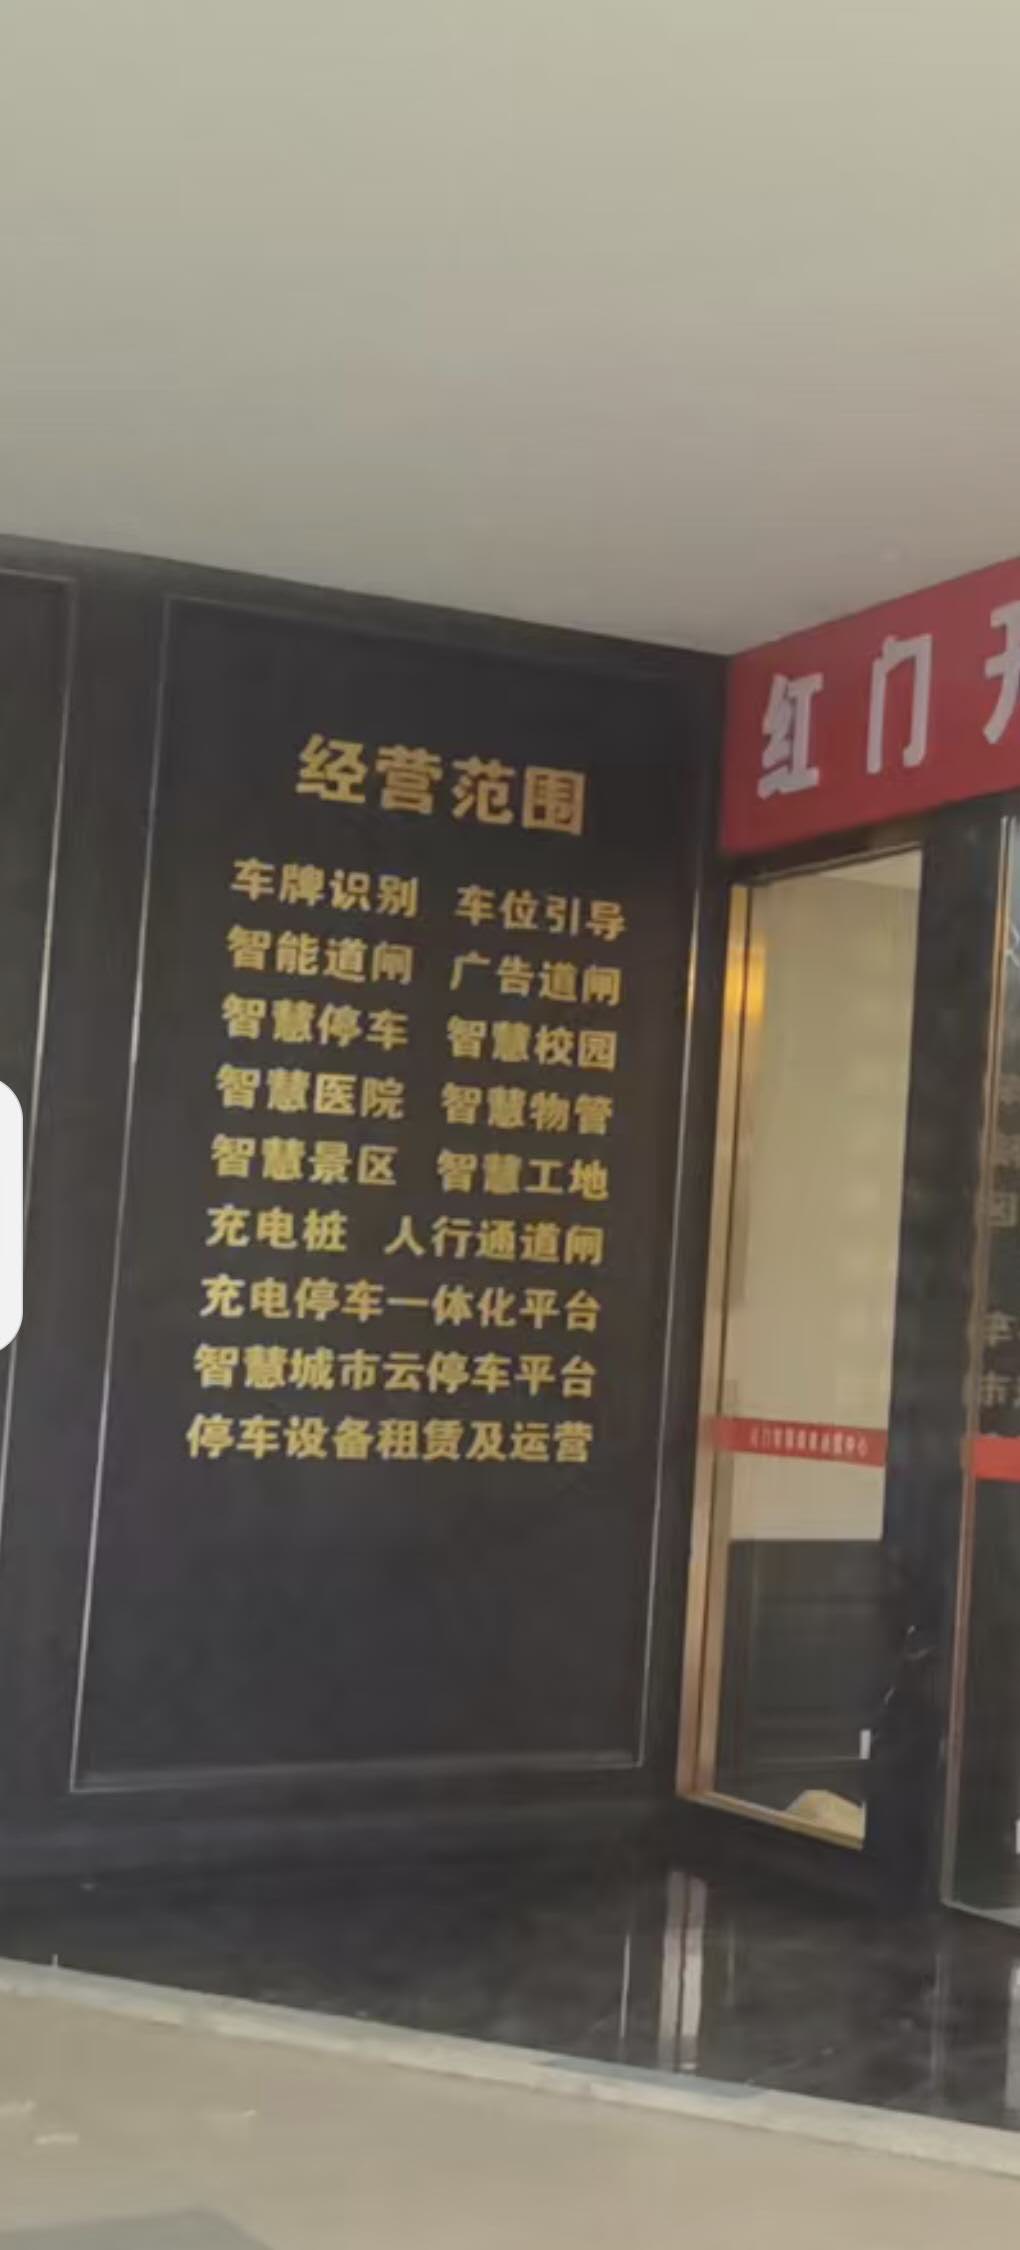 经营范围
车牌识别 车位引导
智能道闸 广告道闸
智慧停车 智慧校园
智慧医院 智慧物管
智慧景区 智慧工地
充电桩 人行通道闸
充电停车一体化平台
智慧城市云停车平台
停车设备租赁及运营
红门